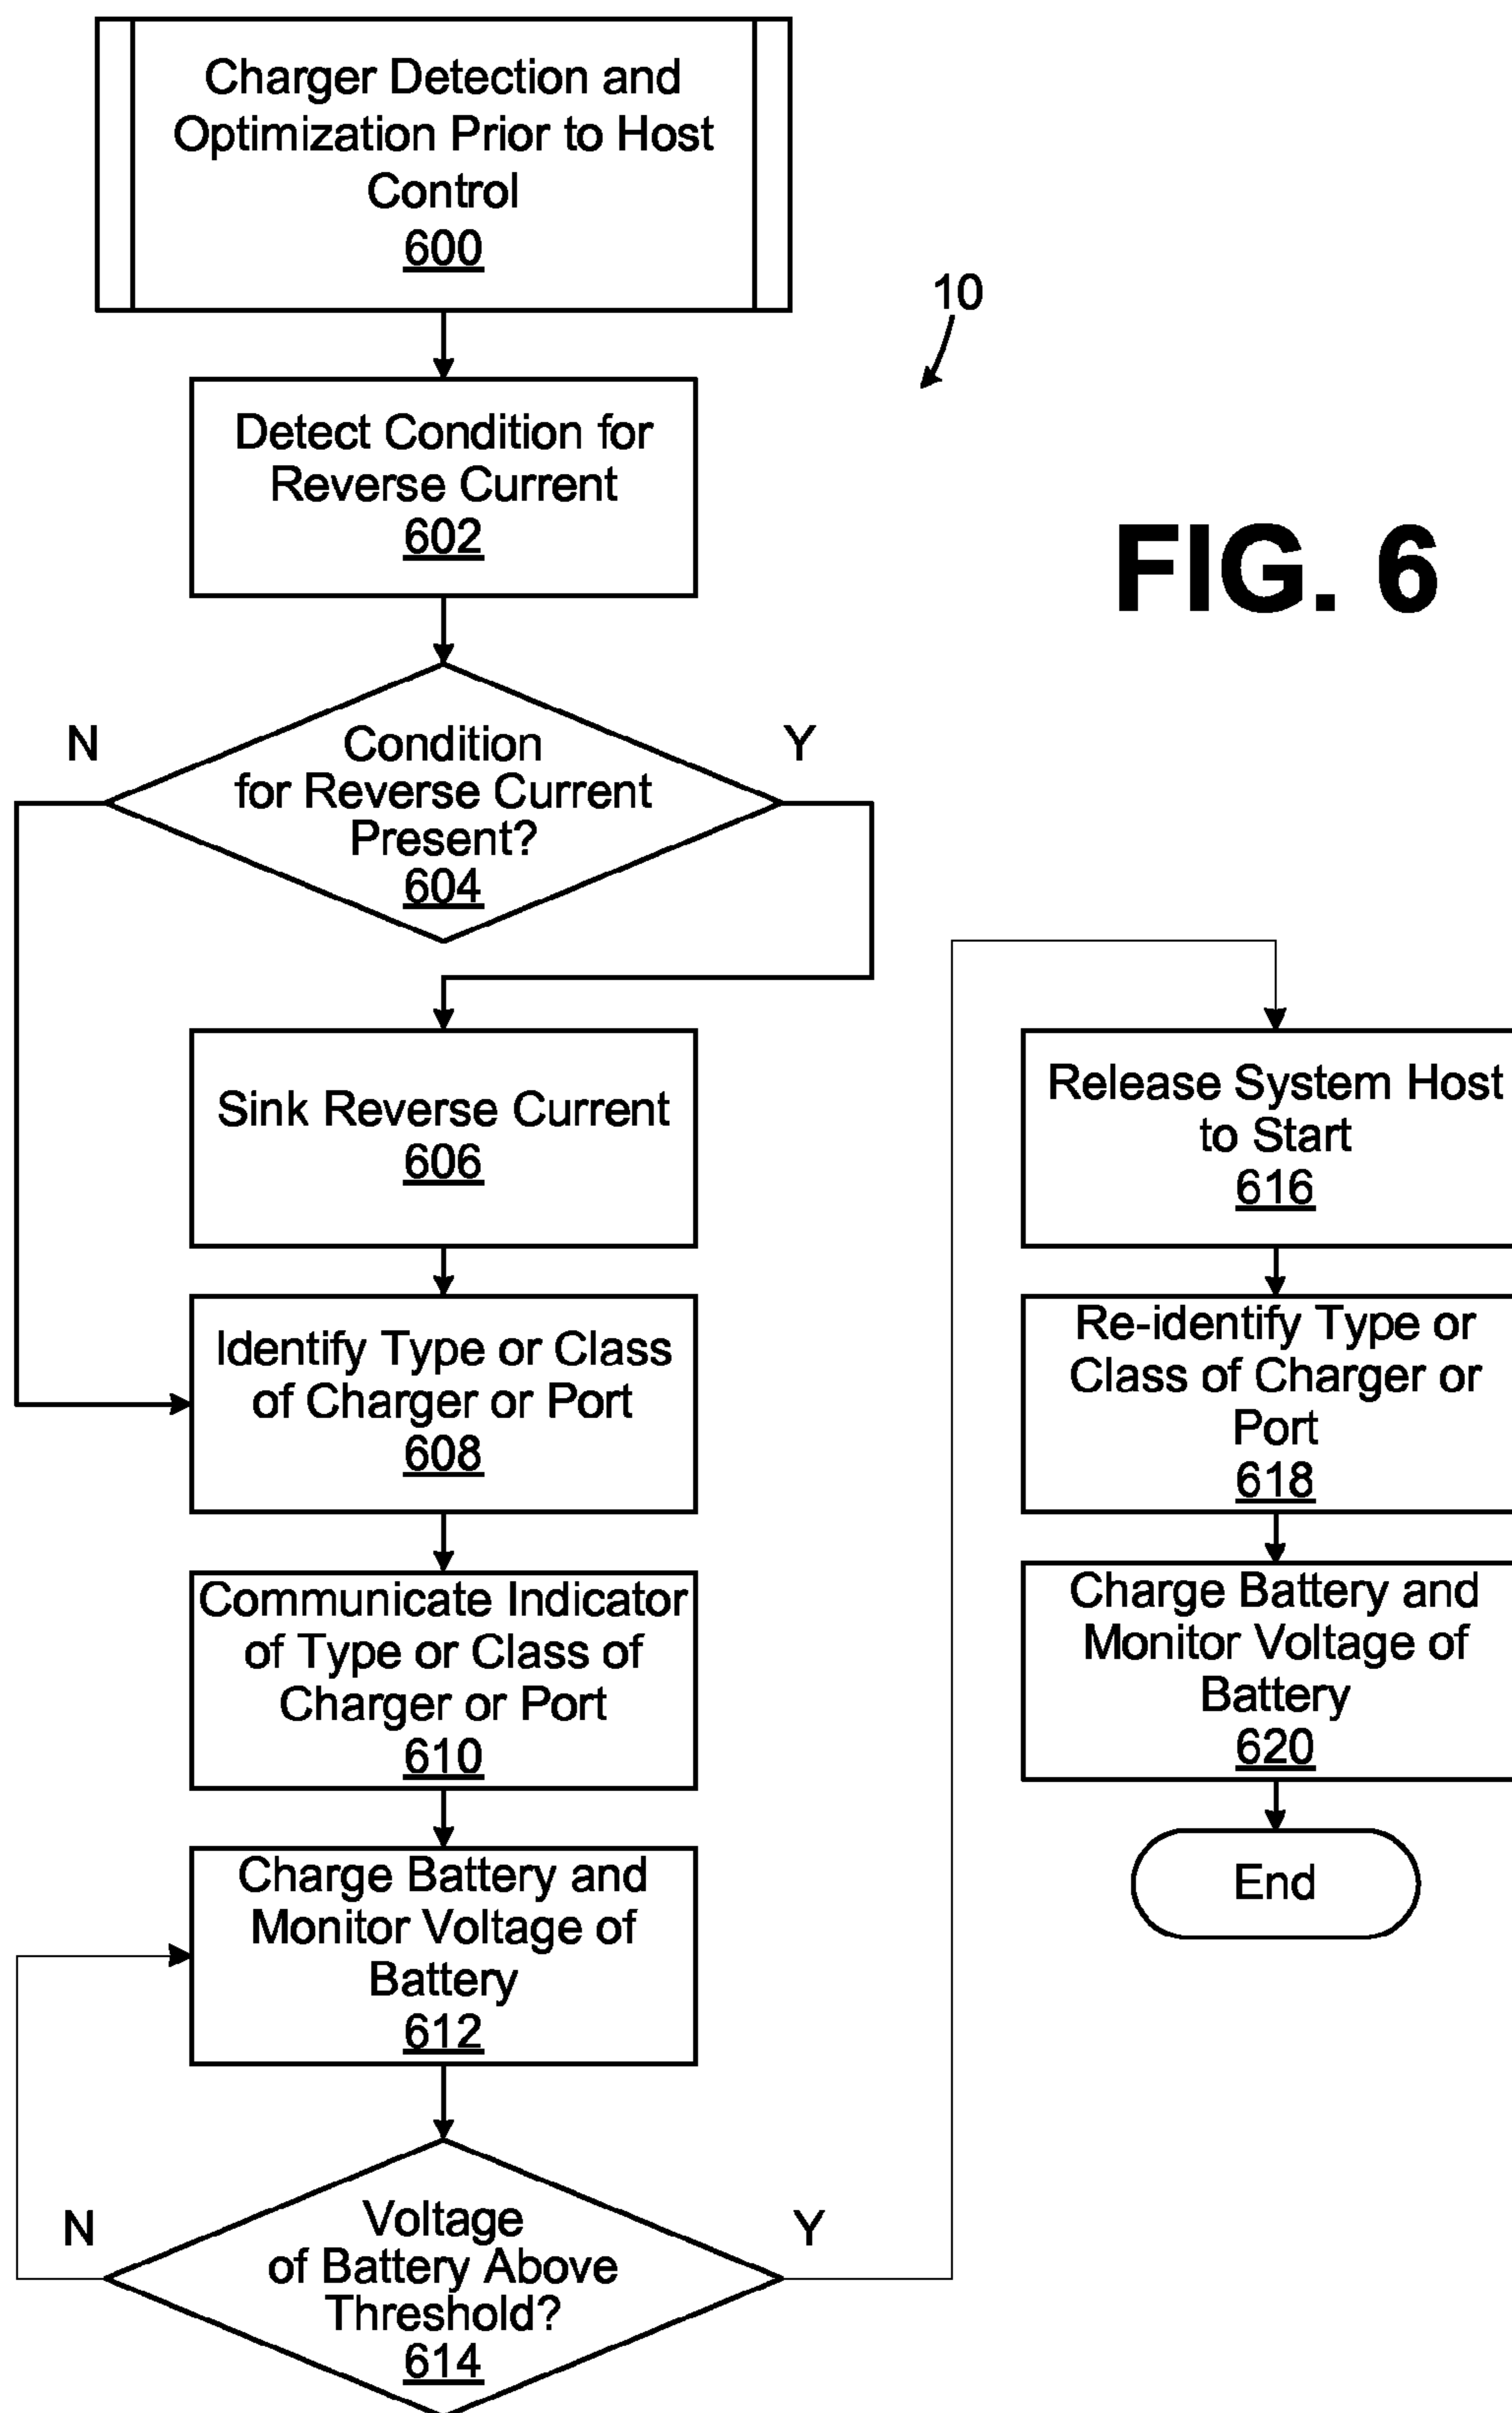 Charger Detection and
Optimization Prior to Host
Control
600
10
Detect Condition for
Reverse Current
602
FIG. 6
N
Y
Condition
for Reverse Current
Present?
604
Sink Reverse Current
606
Identify Type or Class
of Charger or Port
608
Communicate Indicator
of Type or Class of
Charger or Port
610
Charge Battery and
Monitor Voltage of
Battery
612
N
Y
Voltage
of Battery Above
Threshold?
614
Release System Host
to Start
616
Re-identify Type or
Class of Charger or
Port
618
Charge Battery and
Monitor Voltage of
Battery
620
End